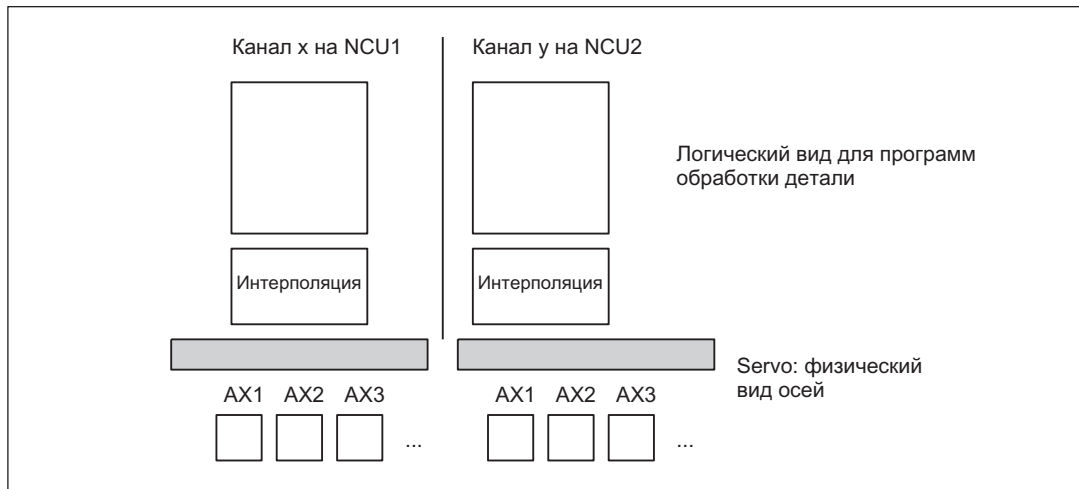 Канал x на NCU1
Канал y на NCU2
Логический вид для программ
обработки детали
Интерполяция
Интерполяция
Servo: физический
вид осей
AX1 AX2 AX3
AX1 AX2 AX3
...
...